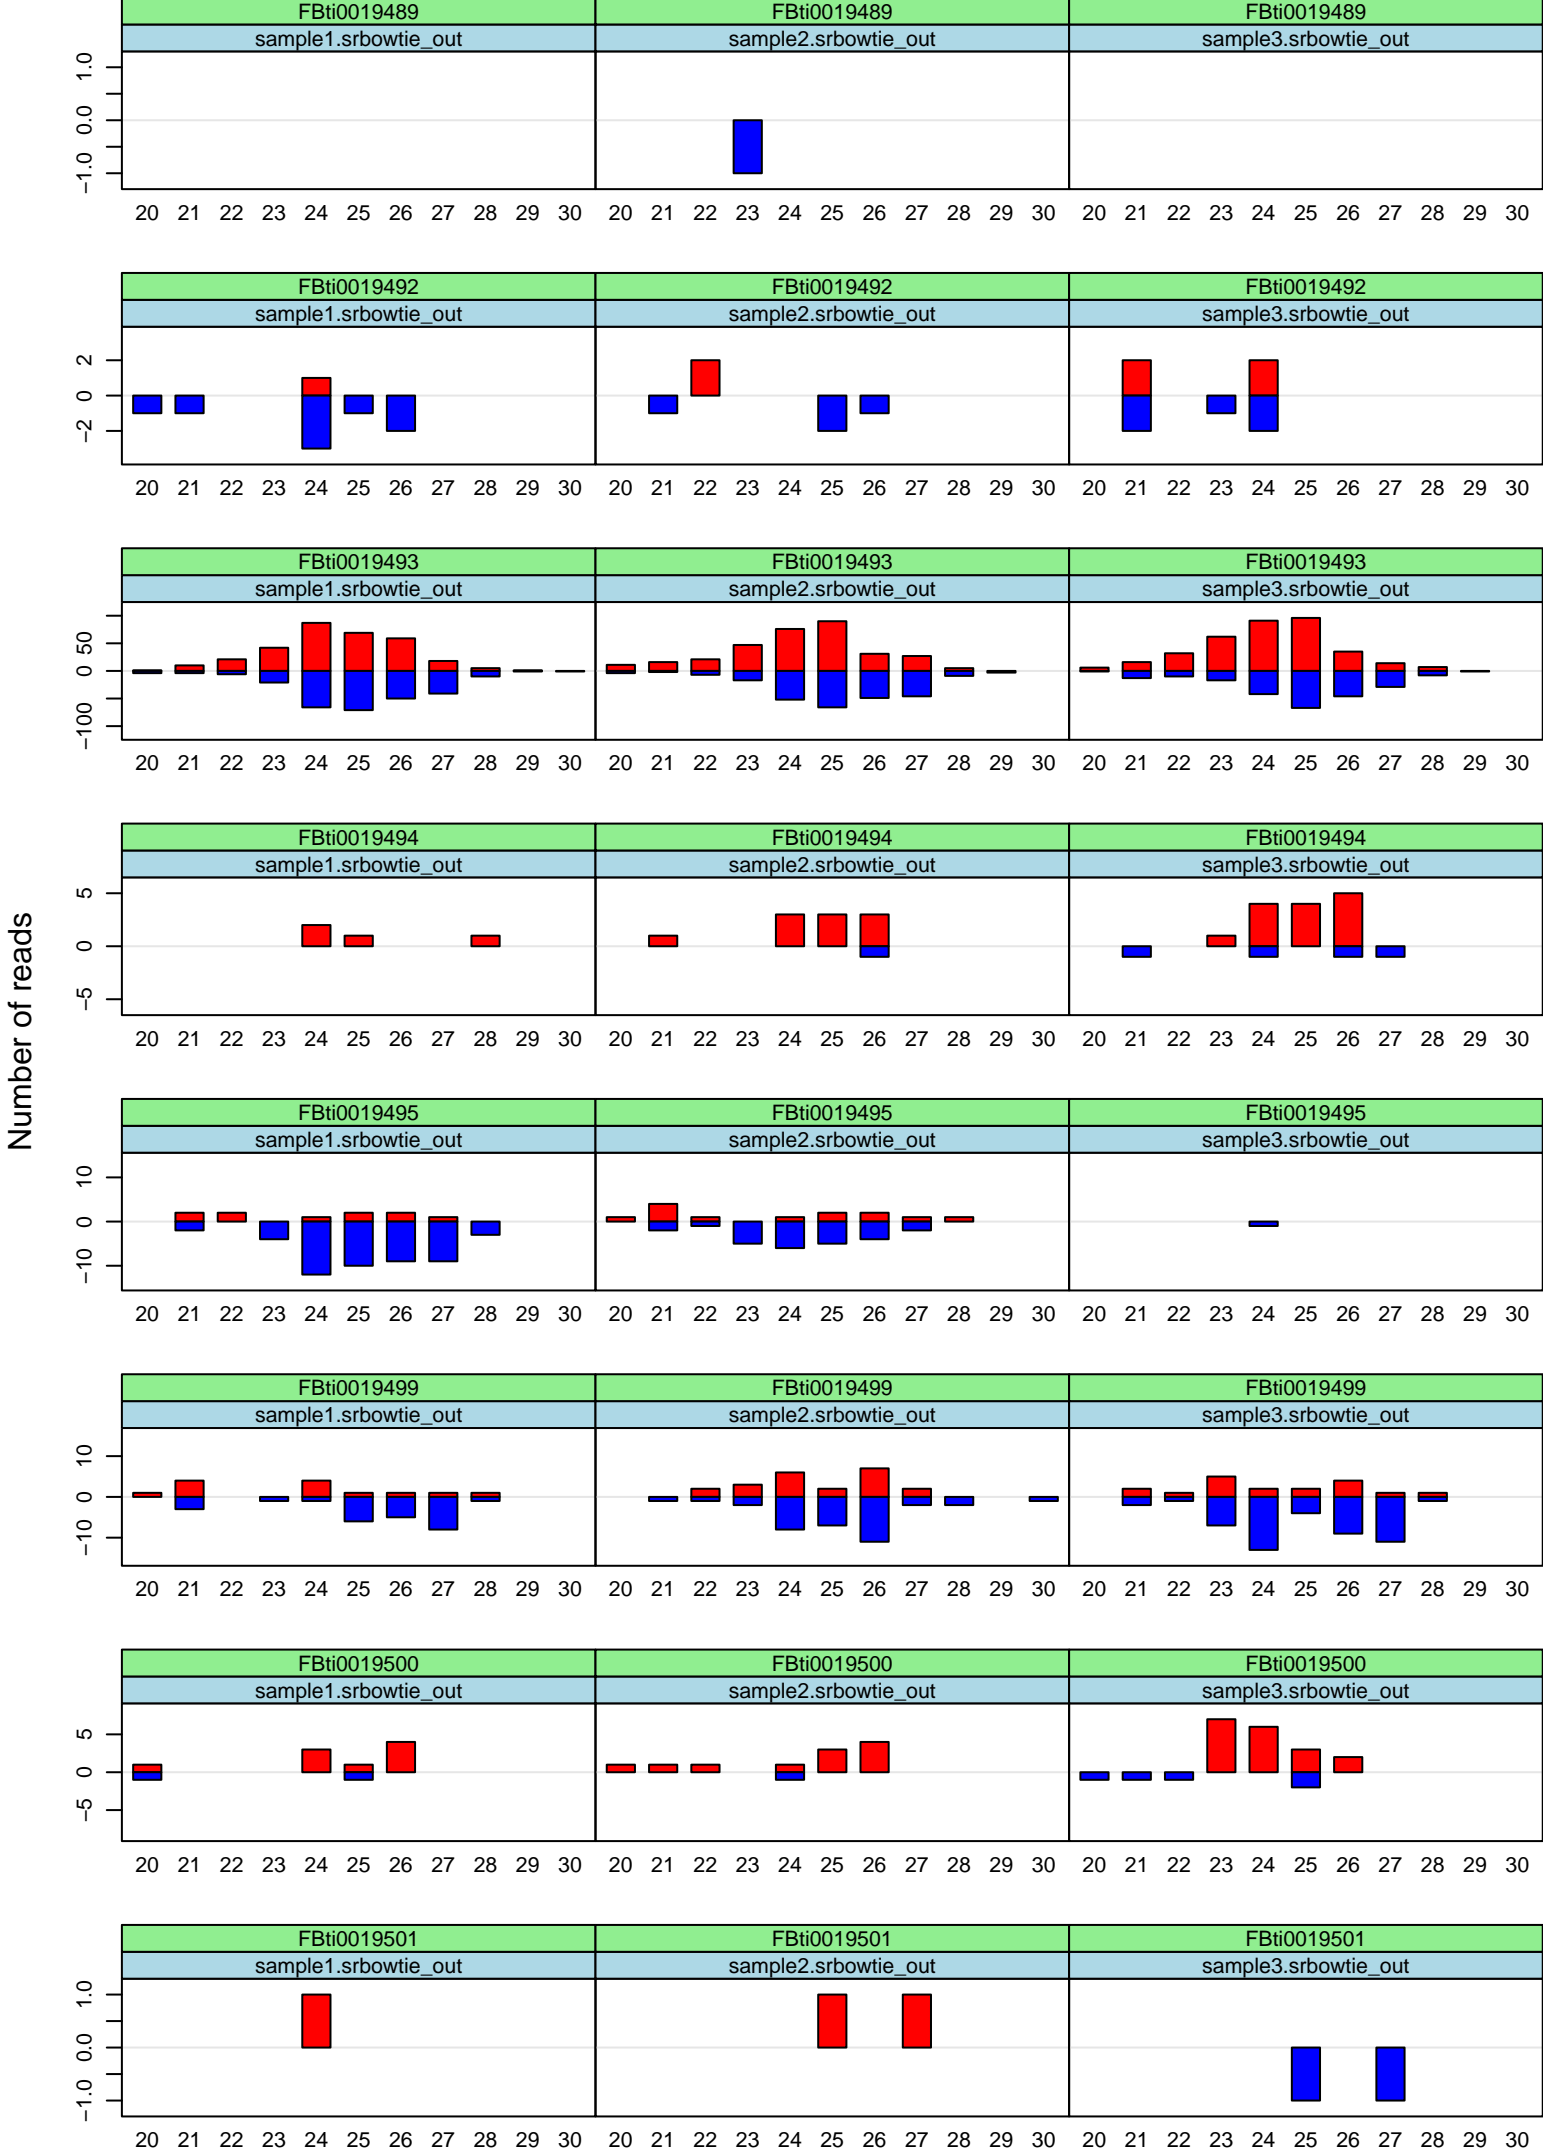 FBti0019489 FBti0019489 FBti0019489
sample1.srbowtie_out sample2.srbowtie_out sample3.srbowtie_out
1.0
0.0
−1.0
20 21 22 23 24 25 26 27 28 29 30 20 21 22 23 24 25 26 27 28 29 30 20 21 22 23 24 25 26 27 28 29 30
FBti0019492 FBti0019492 FBti0019492
sample1.srbowtie_out sample2.srbowtie_out sample3.srbowtie_out
2
0
−2
20 21 22 23 24 25 26 27 28 29 30 20 21 22 23 24 25 26 27 28 29 30 20 21 22 23 24 25 26 27 28 29 30
FBti0019493 FBti0019493 FBti0019493
sample1.srbowtie_out sample2.srbowtie_out sample3.srbowtie_out
50
0
−100
20 21 22 23 24 25 26 27 28 29 30 20 21 22 23 24 25 26 27 28 29 30 20 21 22 23 24 25 26 27 28 29 30
FBti0019494 FBti0019494 FBti0019494
sample1.srbowtie_out sample2.srbowtie_out sample3.srbowtie_out
5
0
−5
20 21 22 23 24 25 26 27 28 29 30 20 21 22 23 24 25 26 27 28 29 30 20 21 22 23 24 25 26 27 28 29 30
Number of reads
FBti0019495 FBti0019495 FBti0019495
sample1.srbowtie_out sample2.srbowtie_out sample3.srbowtie_out
10
0
−10
20 21 22 23 24 25 26 27 28 29 30 20 21 22 23 24 25 26 27 28 29 30 20 21 22 23 24 25 26 27 28 29 30
FBti0019499 FBti0019499 FBti0019499
sample1.srbowtie_out sample2.srbowtie_out sample3.srbowtie_out
10
0
−10
20 21 22 23 24 25 26 27 28 29 30 20 21 22 23 24 25 26 27 28 29 30 20 21 22 23 24 25 26 27 28 29 30
FBti0019500 FBti0019500 FBti0019500
sample1.srbowtie_out sample2.srbowtie_out sample3.srbowtie_out
5
0
−5
20 21 22 23 24 25 26 27 28 29 30 20 21 22 23 24 25 26 27 28 29 30 20 21 22 23 24 25 26 27 28 29 30
FBti0019501 FBti0019501 FBti0019501
sample1.srbowtie_out sample2.srbowtie_out sample3.srbowtie_out
1.0
0.0
−1.0
20 21 22 23 24 25 26 27 28 29 30 20 21 22 23 24 25 26 27 28 29 30 20 21 22 23 24 25 26 27 28 29 30